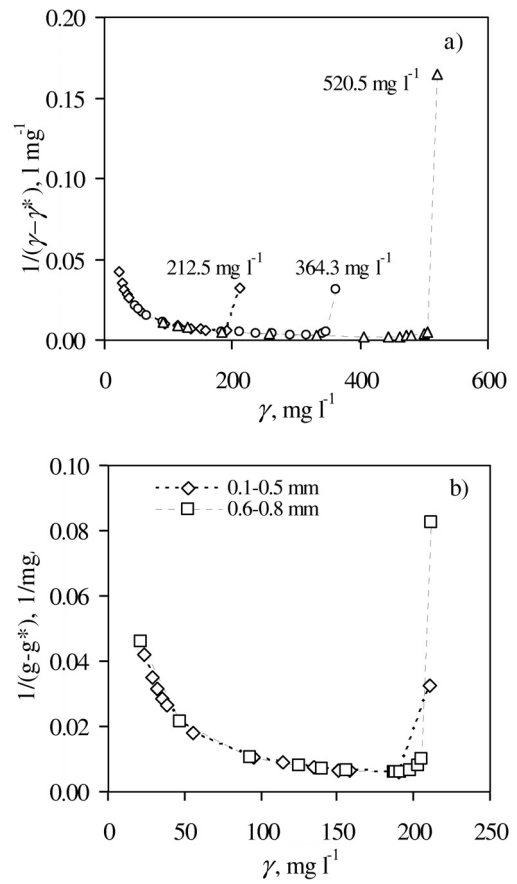 0.20
a)
520.5 mg l⁻¹
0.15
1/(γ−γ*), l mg⁻¹
0.10
0.05
212.5 mg l⁻¹ 364.3 mg l⁻¹
0.00
0 200 400 600
γ, mg l⁻¹
0.10
0.1-0.5 mm b)
0.6-0.8 mm
0.08
1/(g-g*), 1/mg,
0.06
0.04
0.02
0.00
0 50 100 150 200 250
γ, mg l⁻¹